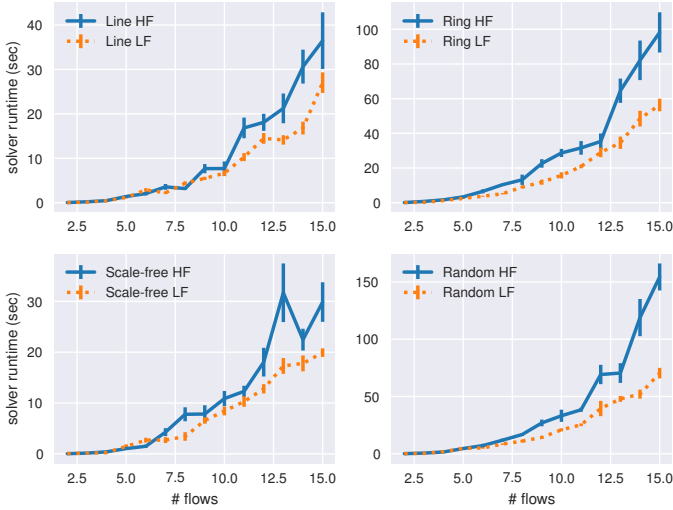 Line HF
Line LF
40
30
20
10
0
solver runtime (sec)
2.5 5.0 7.5 10.0 12.5 15.0
Ring HF
Ring LF
100
80
60
40
20
0
2.5 5.0 7.5 10.0 12.5 15.0
Scale-free HF
Scale-free LF
30
20
10
0
solver runtime (sec)
2.5 5.0 7.5 10.0 12.5 15.0
# flows
Random HF
Random LF
150
100
50
0
2.5 5.0 7.5 10.0 12.5 15.0
# flows